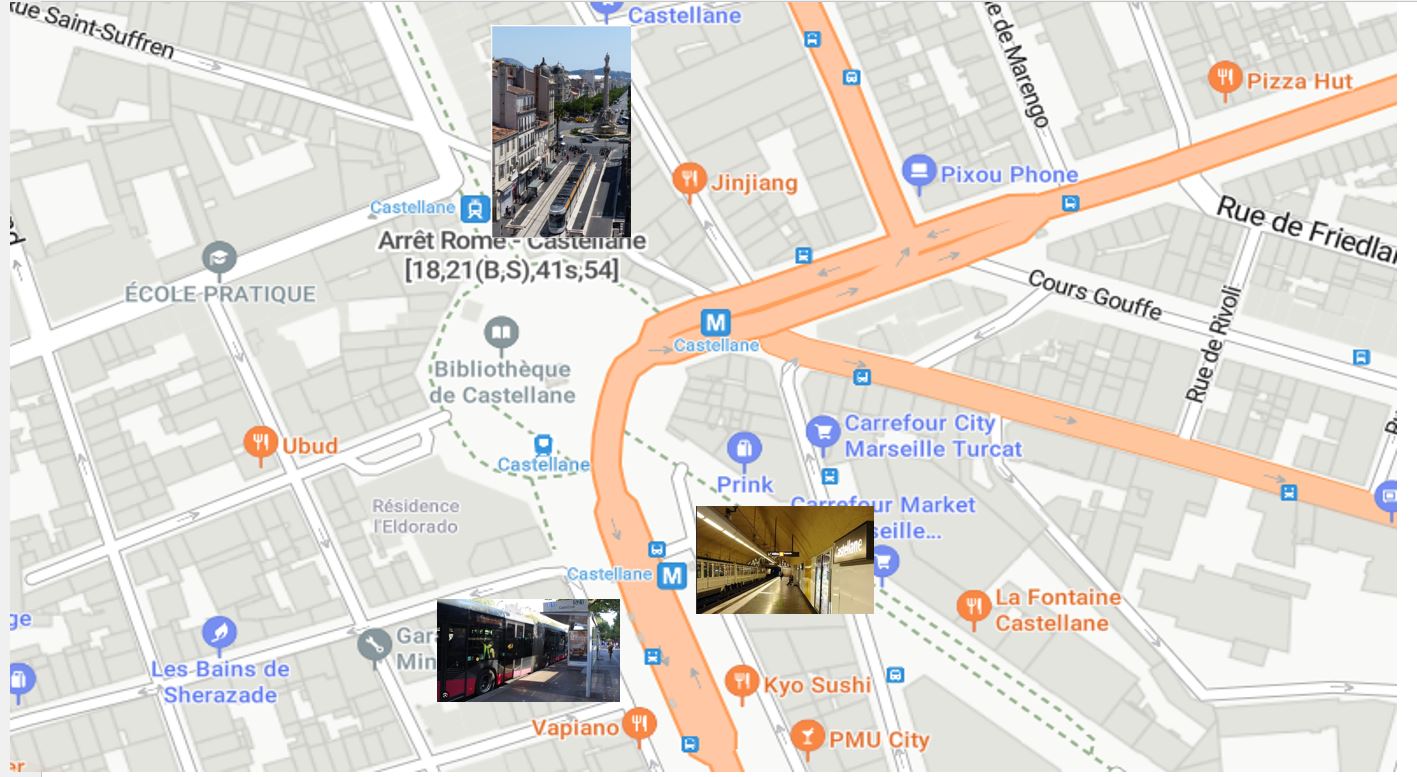 Rue Saint-Suffren
Castellane
de Marengo
Pizza Hut
Jinjiang
Pixou Phone
Castellane
Rue de Friedla
Arrêt Rome - Castellane
[18,21(B,S),41s,54]
ÉCOLE PRATIQUE
Cours Gouffe
Rue de Rivoli
M
Castellane
Bibliothèque
de Castellane
Ubud
Carrefour City
Marseille Turcat
Castellane
Prink
Résidence
l'Eldorado
Carrefour Market
seille...
Castellane
Castellane
M
La Fontaine
Castellane
Gar
Min
Les Bains de
Sherazade
Kyo Sushi
Vapiano
PMU City